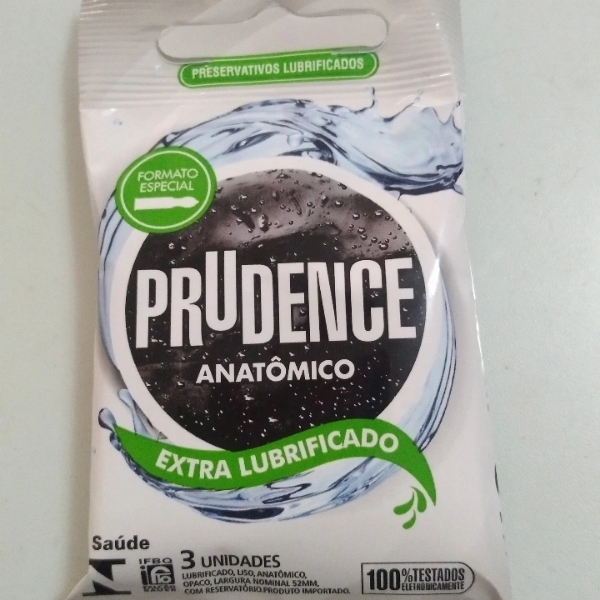 PRESERVATIVOS LUBRIFICADOS
FORMATO
ESPECIAL
PRUDENCE
ANATÔMICO
EXTRA LUBRIFICADO
Saúde
IFBQ
3 UNIDADES
LUBRIFICADO, LISO, ANATÔMICO,
OPACO, LARGURA NOMINAL 52MM,
COM RESERVATÓRIO.PRODUTO IMPORTADO.
100% TESTADOS
ELETRONICAMENTE